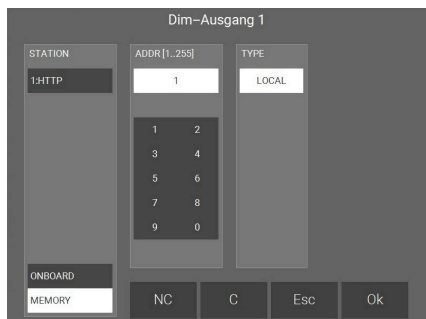 Dim-Ausgang 1
STATION
ADDR [1..255]
TYPE
1:HTTP
1
LOCAL
1 2
3 4
5 6
7 8
9 0
ONBOARD
MEMORY
NC
C
Esc
Ok